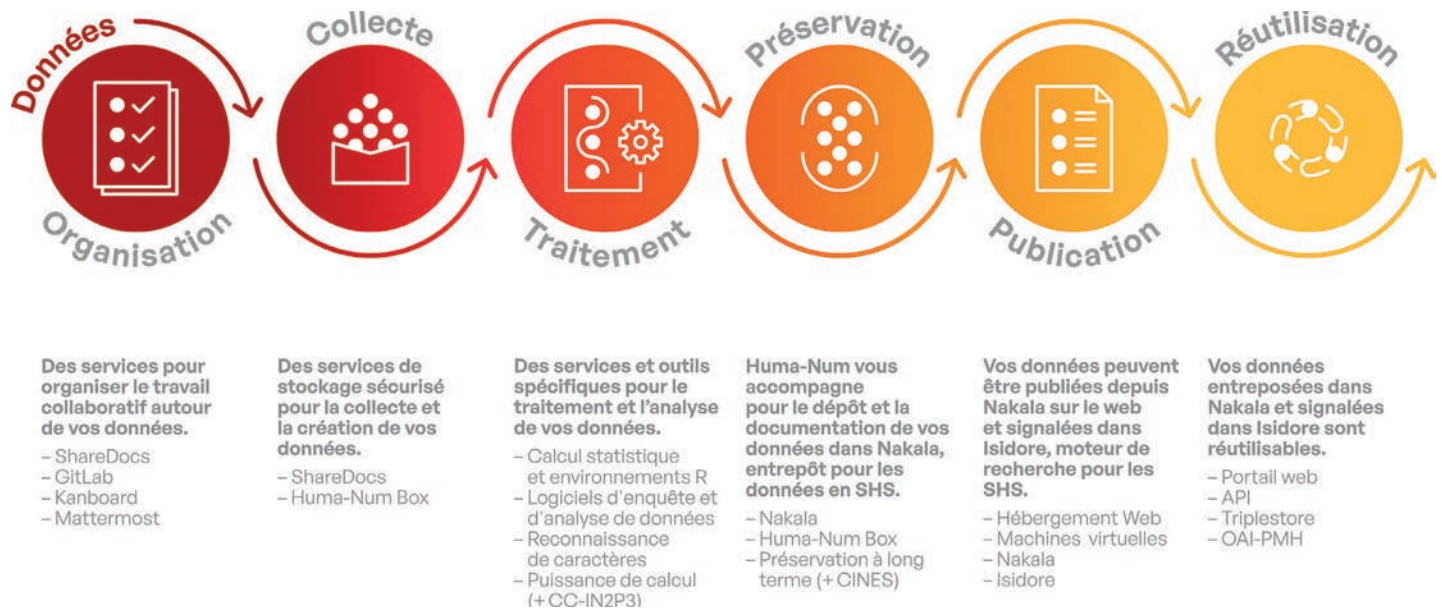 Données
Organisation
Collecte
Traitement
Préservation
Publication
Réutilisation
Des services pour
organiser le travail
collaboratif autour
de vos données.
– ShareDocs
– GitLab
– Kanboard
– Mattermost
Des services de
stockage sécurisé
pour la collecte et
la création de vos
données.
– ShareDocs
– Huma-Num Box
Des services et outils
spécifiques pour le
traitement et l'analyse
de vos données.
– Calcul statistique
et environnements R
– Logiciels d'enquête et
d'analyse de données
– Reconnaissance
de caractères
– Puissance de calcul
(+ CC-IN2P3)
Huma-Num vous
accompagne
pour le dépôt et la
documentation de vos
données dans Nakala,
entrepôt pour les
données en SHS.
– Nakala
– Huma-Num Box
– Préservation à long
terme (+ CINES)
Vos données peuvent
être publiées depuis
Nakala sur le web
et signalées dans
Isidore, moteur de
recherche pour les
SHS.
– Hébergement Web
– Machines virtuelles
– Nakala
– Isidore
Vos données
entreposées dans
Nakala et signalées
dans Isidore sont
réutilisables.
– Portail web
– API
– Triplestore
– OAI-PMH